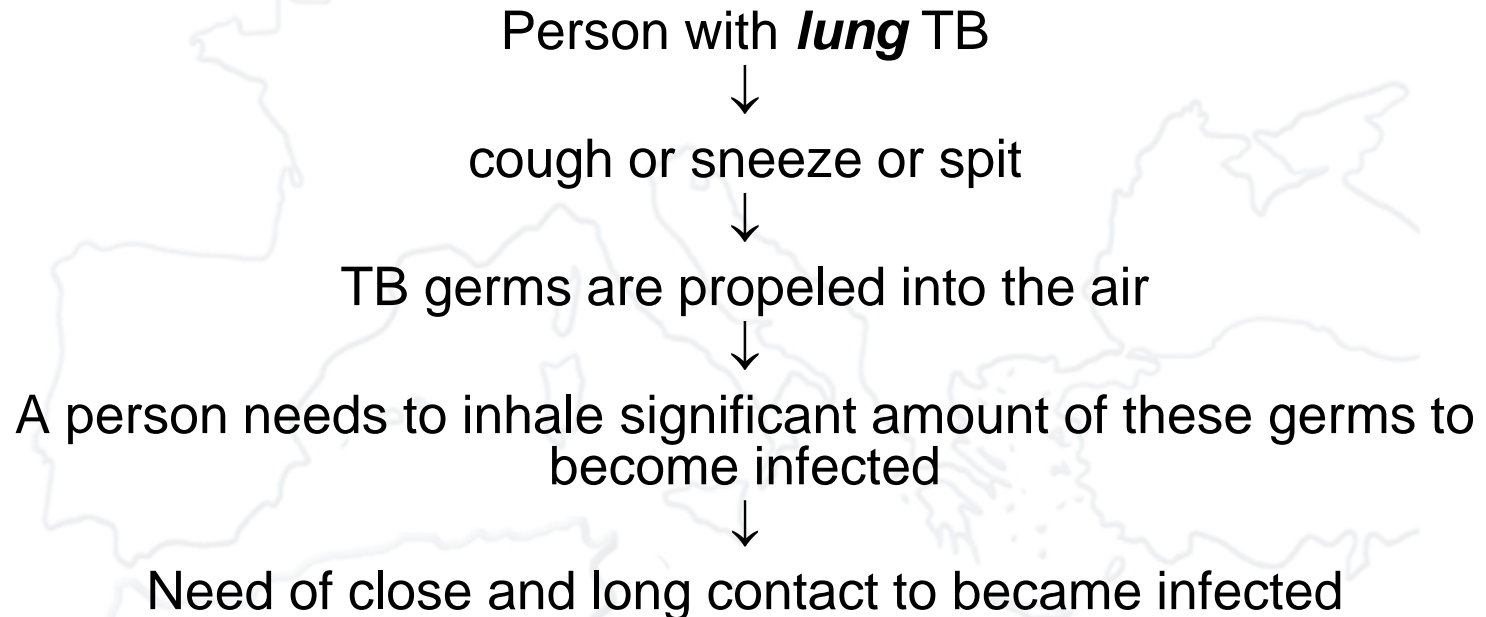 Person with lung TB
↓
cough or sneeze or spit
↓
TB germs are propeled into the air
↓
A person needs to inhale significant amount of these germs to
become infected
↓
Need of close and long contact to became infected